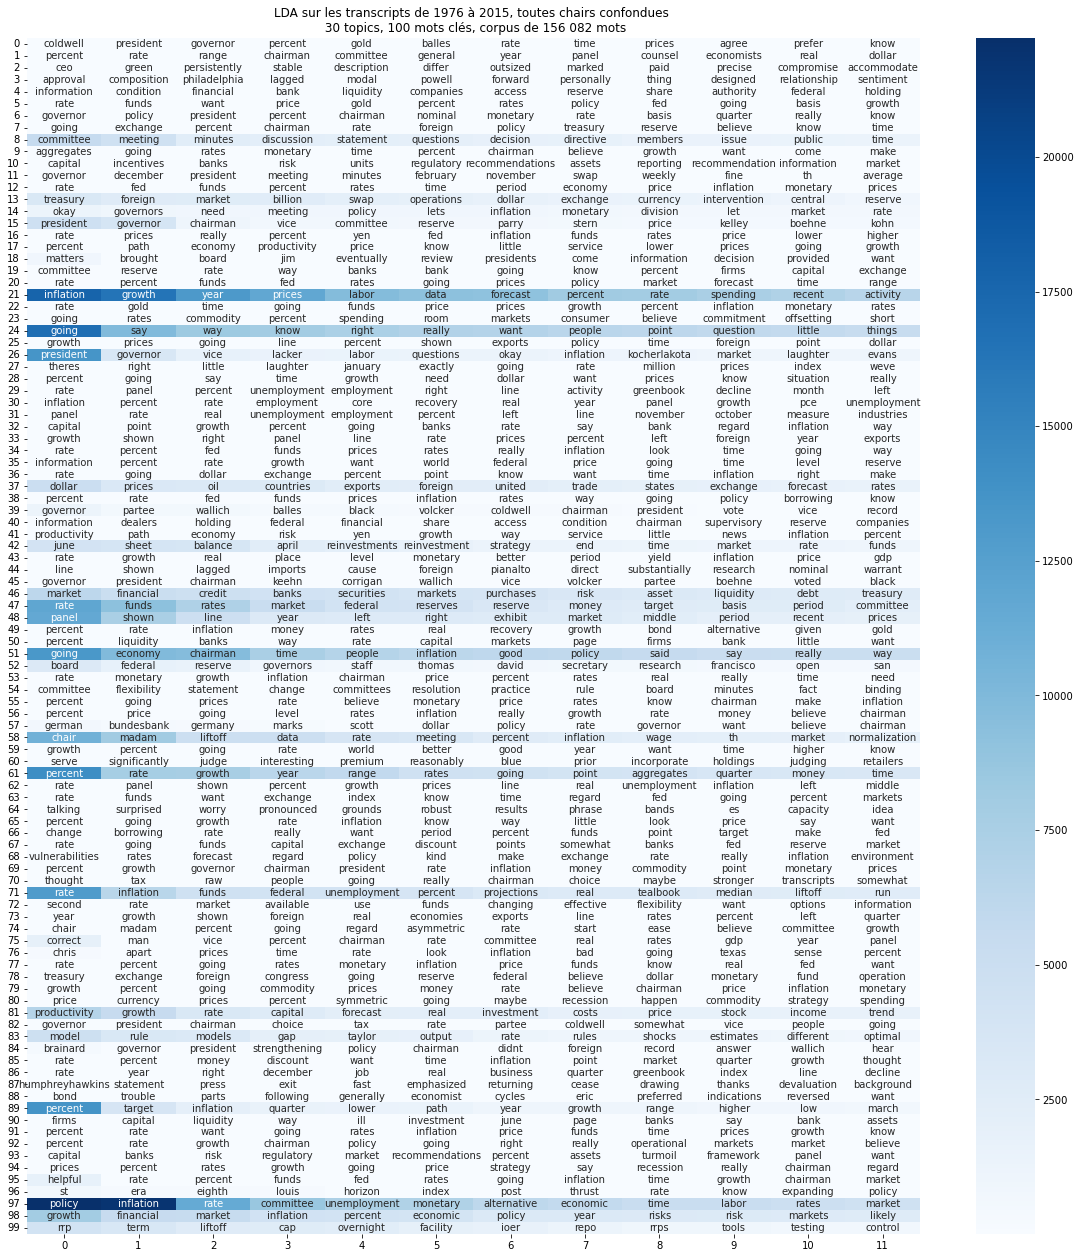 LDA sur les transcripts de 1976 à 2015, toutes chairs confondues
30 topics, 100 mots clés, corpus de 156 082 mots
0 coldwell president governor percent gold balles rate time prices agree prefer know
1 percent rate range chairman committee general year panel counsel economists real dollar
2 ceo green persistently stable description differ outsized marked paid precise compromise accommodate
3 approval composition philadelphia lagged modal powell forward personally thing designed relationship sentiment
4 information condition financial bank liquidity companies access reserve share authority federal holding
5 rate funds want price gold percent rates policy fed going basis growth
6 governor policy president percent chairman nominal monetary rate basis quarter really know
7 going exchange percent chairman rate foreign policy treasury reserve believe know time
8 committee meeting minutes discussion statement questions decision directive members issue public time
9 aggregates going rates monetary time percent chairman believe growth want come make
10 capital incentives banks risk units regulatory recommendations assets reporting recommendation information market
11 governor december president meeting minutes february november swap weekly fine th average
12 rate fed funds percent rates time period economy price inflation monetary prices
13 treasury foreign market billion swap operations dollar exchange currency intervention central reserve
14 okay governors need meeting policy lets inflation monetary division let market rate
15 president governor chairman vice committee reserve parry stern price kelley boehne kohn
16 rate prices really percent yen fed inflation funds rates price lower higher
17 percent path economy productivity price know little service lower prices going growth
18 matters brought board jim eventually review presidents come information decision provided want
19 committee reserve rate way banks bank going know percent firms capital exchange
20 rate percent funds fed rates going prices policy market forecast time range
21 inflation growth year prices labor data forecast percent rate spending recent activity
22 rate gold time going funds price prices growth percent inflation monetary rates
23 going rates commodity percent spending room markets consumer believe commitment offsetting short
24 going say way know right really want people point question little things
25 growth prices going line percent shown exports policy time foreign point dollar
26 president governor vice lacker labor questions okay inflation kocherlakota market laughter evans
27 theres right little laughter january exactly going rate million prices index weve
28 percent going say time growth need dollar want prices know situation really
29 rate panel percent unemployment employment right line activity greenbook decline month left
30 inflation percent rate employment core recovery real year panel growth pce unemployment
31 panel rate real unemployment employment percent left line november october measure industries
32 capital point growth percent going banks rate say bank regard inflation way
33 growth shown right panel line rate prices percent left foreign year exports
34 rate percent fed funds prices rates really inflation look time going way
35 information percent rate growth want world federal price going time level reserve
36 rate going dollar exchange percent point know want time inflation right make
37 dollar prices oil countries exports foreign united trade states exchange forecast rates
38 percent rate fed funds prices inflation rates way going policy borrowing know
39 governor partee wallich balles black volcker coldwell chairman president vote vice record
40 information dealers holding federal financial share access condition chairman supervisory reserve companies
41 productivity path economy risk yen growth way service little news inflation percent
42 june sheet balance april reinvestments reinvestment strategy end time market rate funds
43 rate growth real place level monetary better period yield inflation price gdp
44 line shown lagged imports cause foreign pianalto direct substantially research nominal warrant
45 governor president chairman keehn corrigan wallich vice volcker partee boehne voted black
46 market financial credit banks securities markets purchases risk asset liquidity debt treasury
47 rate funds rates market federal reserves reserve money target basis period committee
48 panel shown line year left right exhibit market middle period recent prices
49 percent rate inflation money rates real recovery growth bond alternative given gold
50 percent liquidity banks way rate capital markets page firms bank little want
51 going economy chairman time people inflation good policy said say really way
52 board federal reserve governors staff thomas david secretary research francisco open san
53 rate monetary growth inflation chairman price percent rates real really time need
54 committee flexibility statement change committees resolution practice rule board minutes fact binding
55 percent going prices rate believe monetary price rates know chairman make inflation
56 percent price going level rates inflation really growth rate money believe chairman
57 german bundesbank germany marks scott dollar policy rate governor want believe chairman
58 chair madam liftoff data rate meeting percent inflation wage th market normalization
59 growth percent going rate world better good year want time higher know
60 serve significantly judge interesting premium reasonably blue prior incorporate holdings judging retailers
61 percent rate growth year range rates going point aggregates quarter money time
62 rate panel shown percent growth prices line real unemployment inflation left middle
63 rate funds want exchange index know time regard fed going percent markets
64 talking surprised worry pronounced grounds robust results phrase bands es capacity idea
65 percent going growth rate inflation know way little look price say want
66 change borrowing rate really want period percent funds point target make fed
67 rate going funds capital exchange discount points somewhat banks fed reserve market
68 vulnerabilities rates forecast regard policy kind make exchange rate really inflation environment
69 percent growth governor chairman president rate inflation money commodity point monetary prices
70 thought tax raw people going really chairman choice maybe stronger transcripts somewhat
71 rate inflation funds federal unemployment percent projections real tealbook median liftoff run
72 second rate market available use funds changing effective flexibility want options information
73 year growth shown foreign real economies exports line rates percent left quarter
74 chair madam percent going regard asymmetric rate start ease believe committee growth
75 correct man vice percent chairman rate committee real rates gdp year panel
76 chris apart prices time rate look inflation bad going texas sense percent
77 rate percent going rates monetary inflation price funds know real fed want
78 treasury exchange foreign congress going reserve federal believe dollar monetary fund operation
79 growth percent going commodity prices money rate believe chairman price inflation monetary
80 price currency prices percent symmetric going maybe recession happen commodity strategy spending
81 productivity growth rate capital forecast real investment costs price stock income trend
82 governor president chairman choice tax rate partee coldwell somewhat vice people going
83 model rule models gap taylor output rate rules shocks estimates different optimal
84 brainard governor president strengthening policy chairman didnt foreign record answer wallich hear
85 rate percent money discount want time inflation point market quarter growth thought
86 rate year right december job real business quarter greenbook index line decline
87 humphreyhawkins statement press exit fast emphasized returning cease drawing thanks devaluation background
88 bond trouble parts following generally economist cycles eric preferred indications reversed want
89 percent target inflation quarter lower path year growth range higher low march
90 firms capital liquidity way ill investment june page banks say bank assets
91 percent rate want going rates inflation price funds time prices growth know
92 percent rate growth chairman policy going right really operational markets market believe
93 capital banks risk regulatory market recommendations percent assets turmoil framework panel want
94 prices percent rates growth going price strategy say recession really chairman regard
95 helpful rate percent funds fed rates going inflation time growth chairman market
96 st era eighth louis horizon index post thrust rate know expanding policy
97 policy inflation rate committee unemployment monetary alternative economic time labor rates market
98 growth financial market inflation percent economic policy year risks risk markets likely
99 rrp term liftoff cap overnight facility ioer repo rrps tools testing control
0 1 2 3 4 5 6 7 8 9 10 11
20000
17500
15000
12500
10000
7500
5000
2500